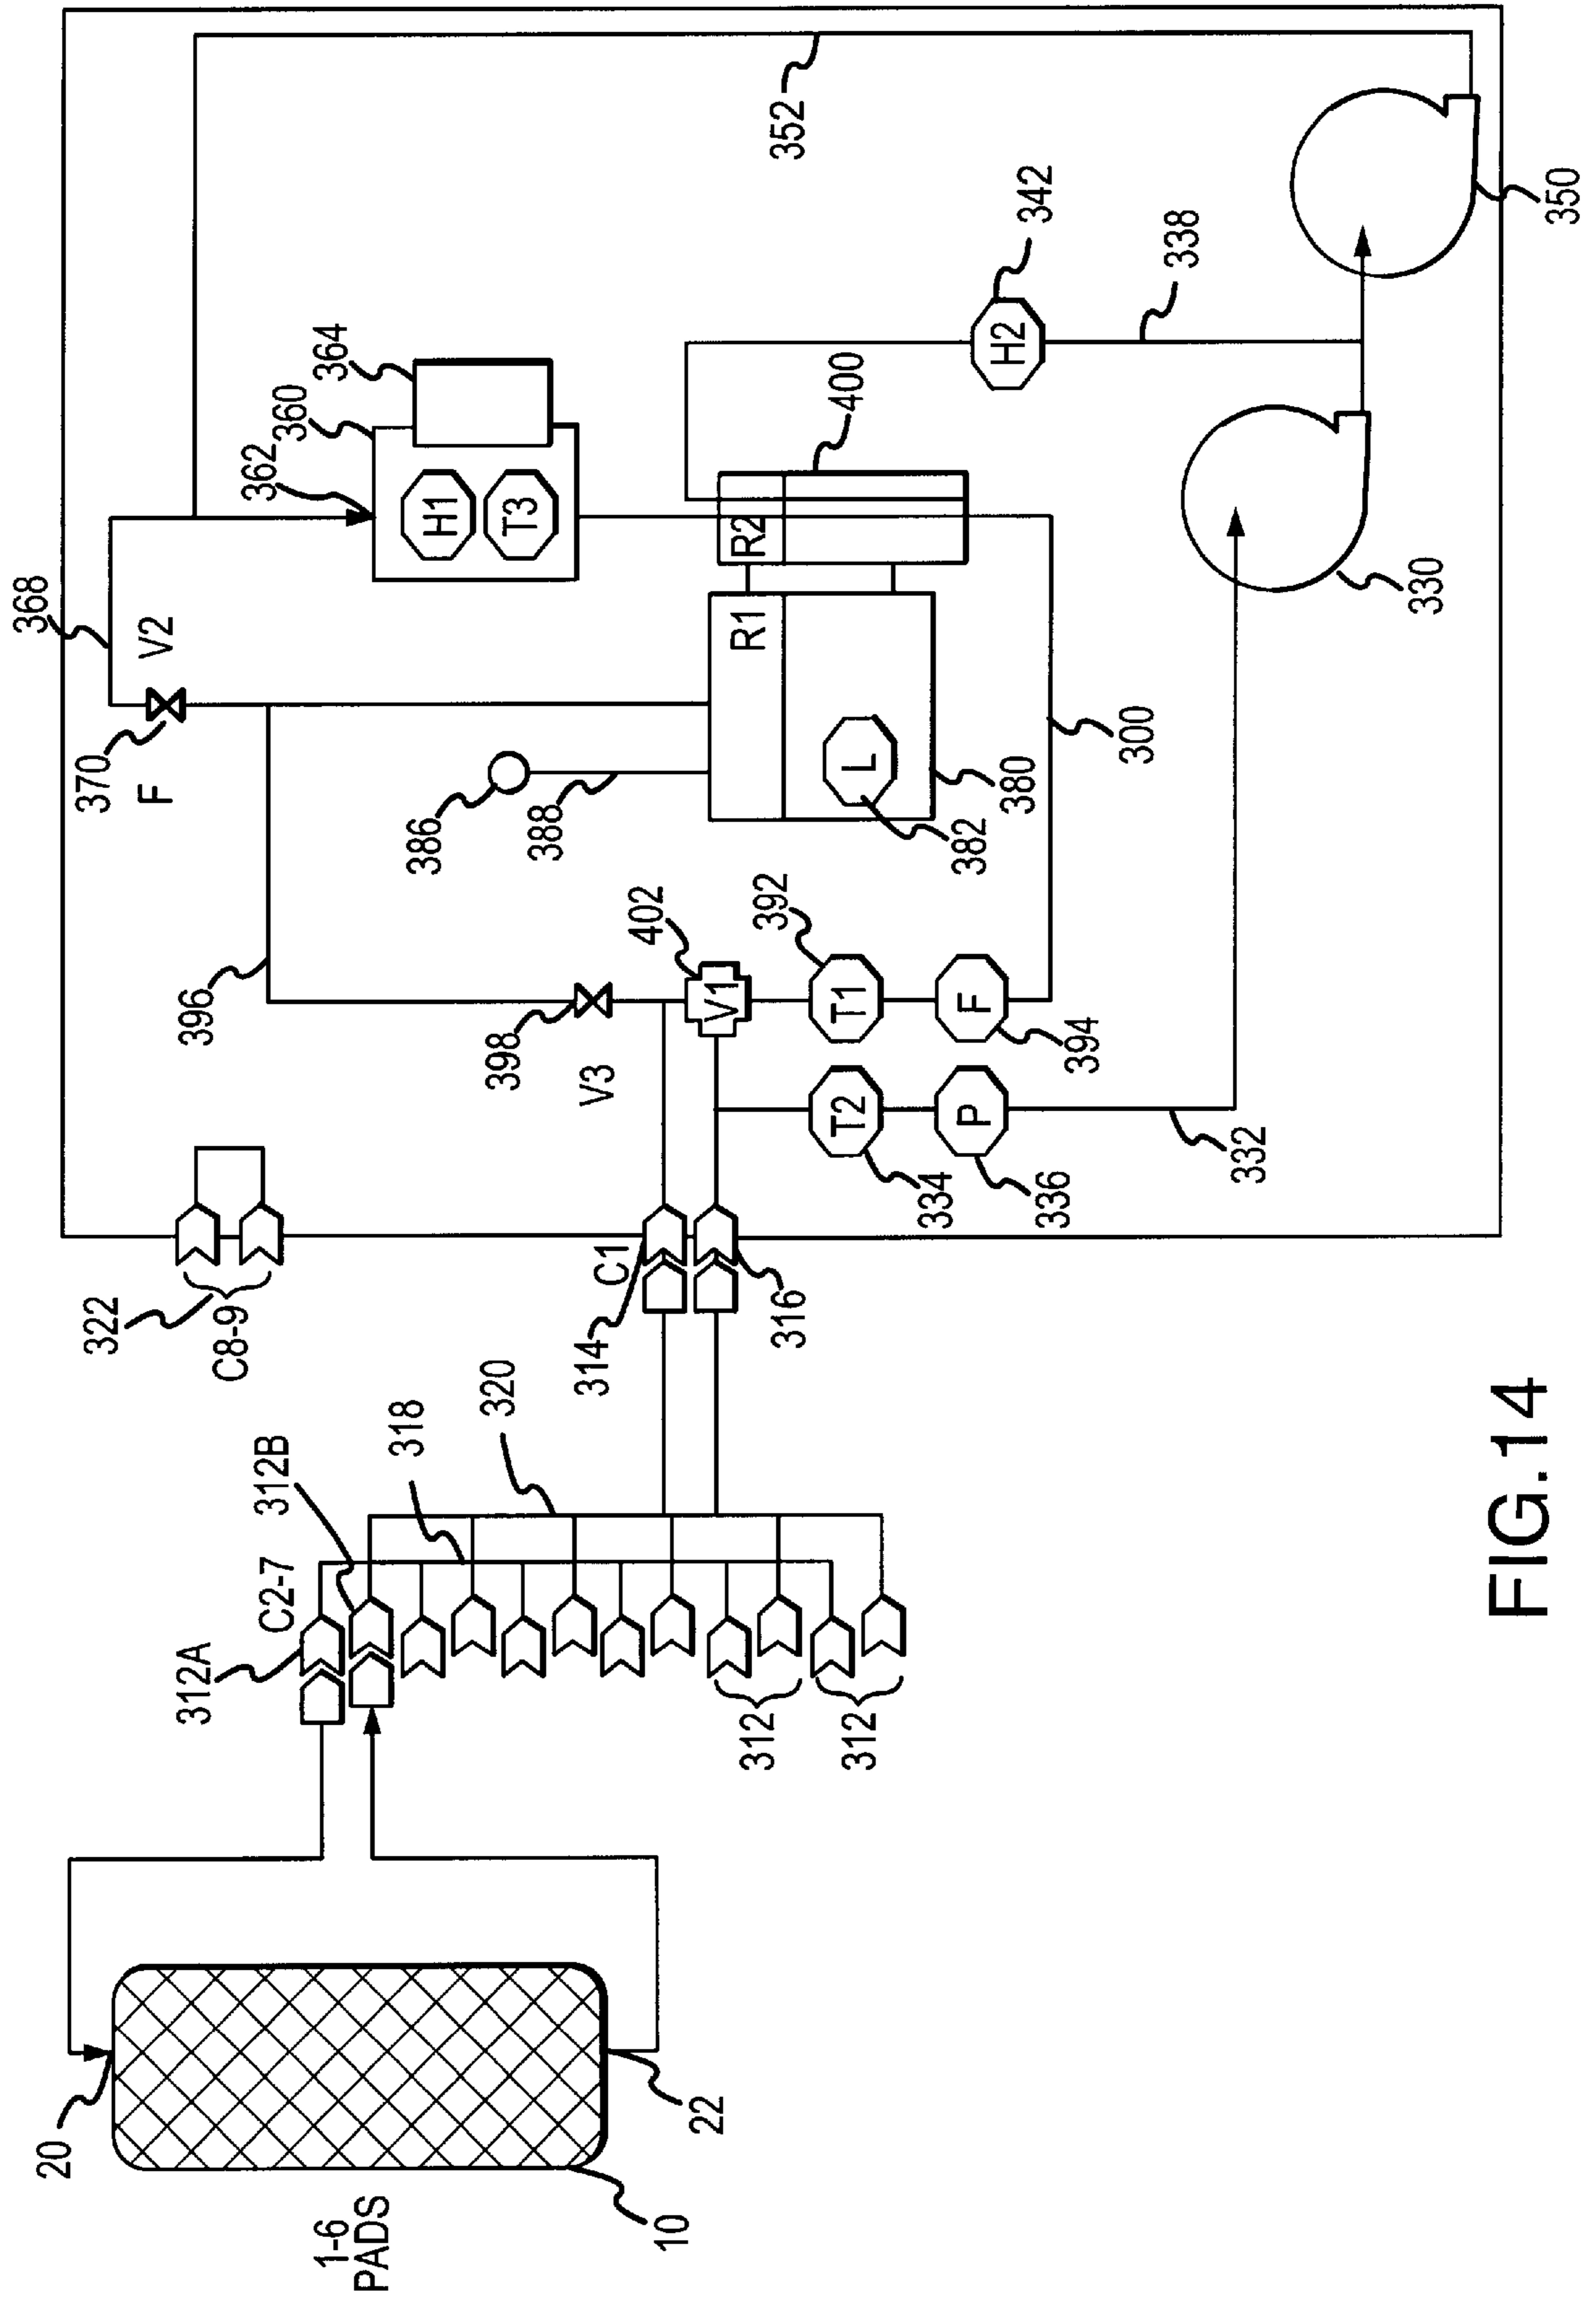 20
1-6
PADS
10
22
312A
C2-7
312B
318
320
312
312
322
C8-9
C1
314
316
396
398
V3
402
V1
392
T1
F
394
T2
334
P
336
332
368
370
V2
F
386
388
R1
L
382
380
300
362
360
364
H1
T3
R2
400
H2
342
338
330
352
350
FIG.14